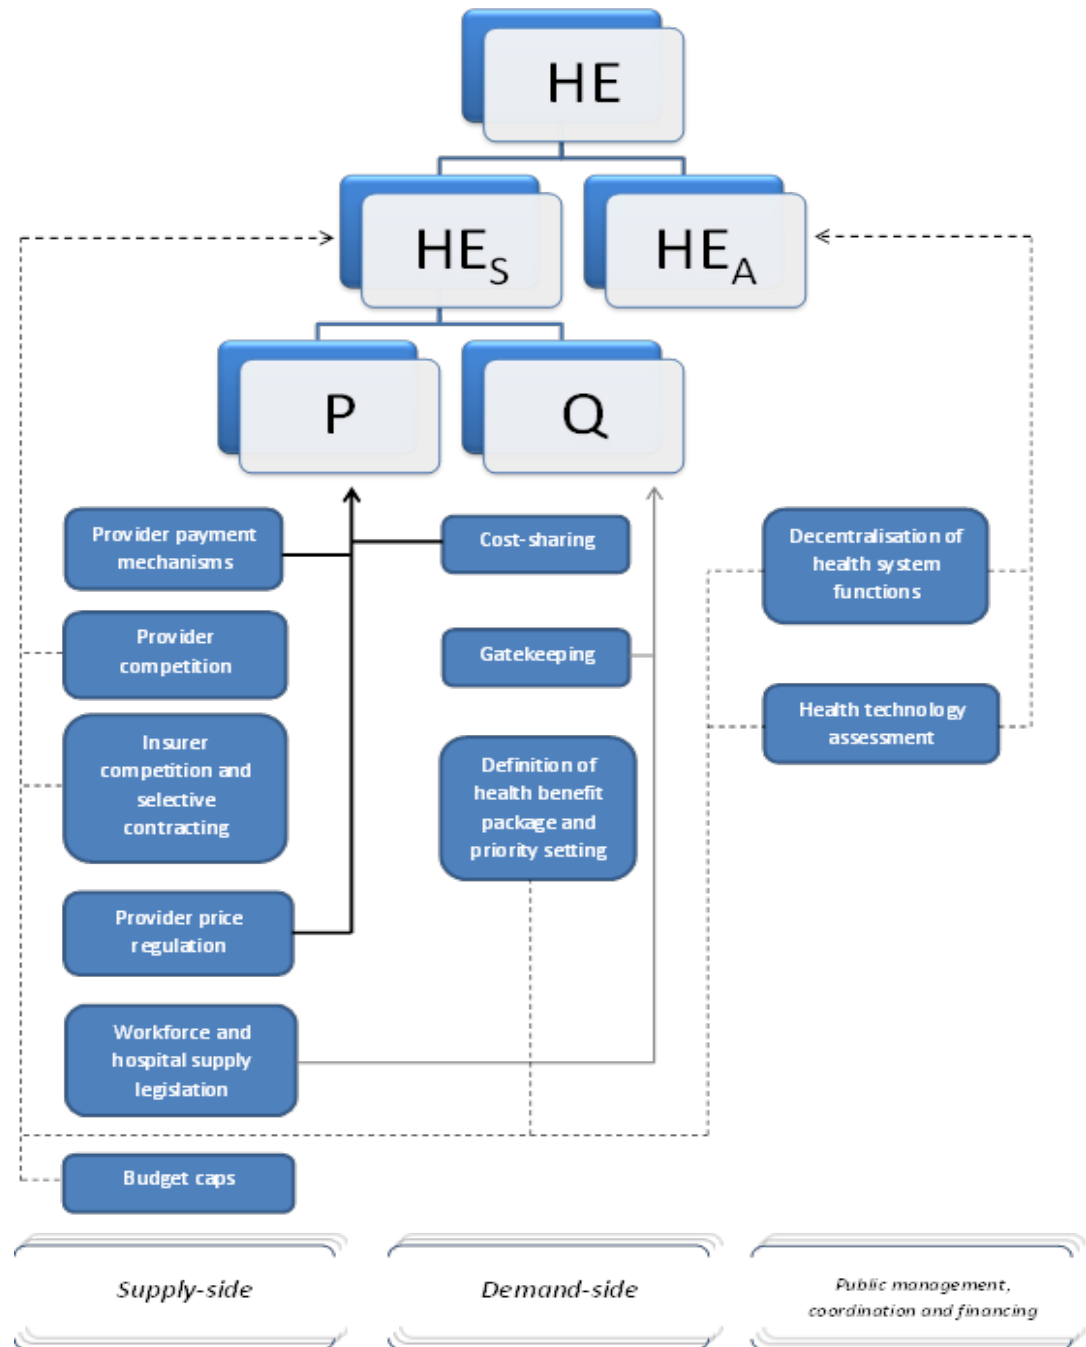 HE
HE_S
HE_A
P
Q
Provider payment
mechanisms
Cost-sharing
Decentralisation of
health system
functions
Provider
competition
Gatekeeping
Health technology
assessment
Insurer
competition and
selective
contracting
Definition of
health benefit
package and
priority setting
Provider price
regulation
Workforce and
hospital supply
legislation
Budget caps
Supply-side
Demand-side
Public management,
coordination and financing